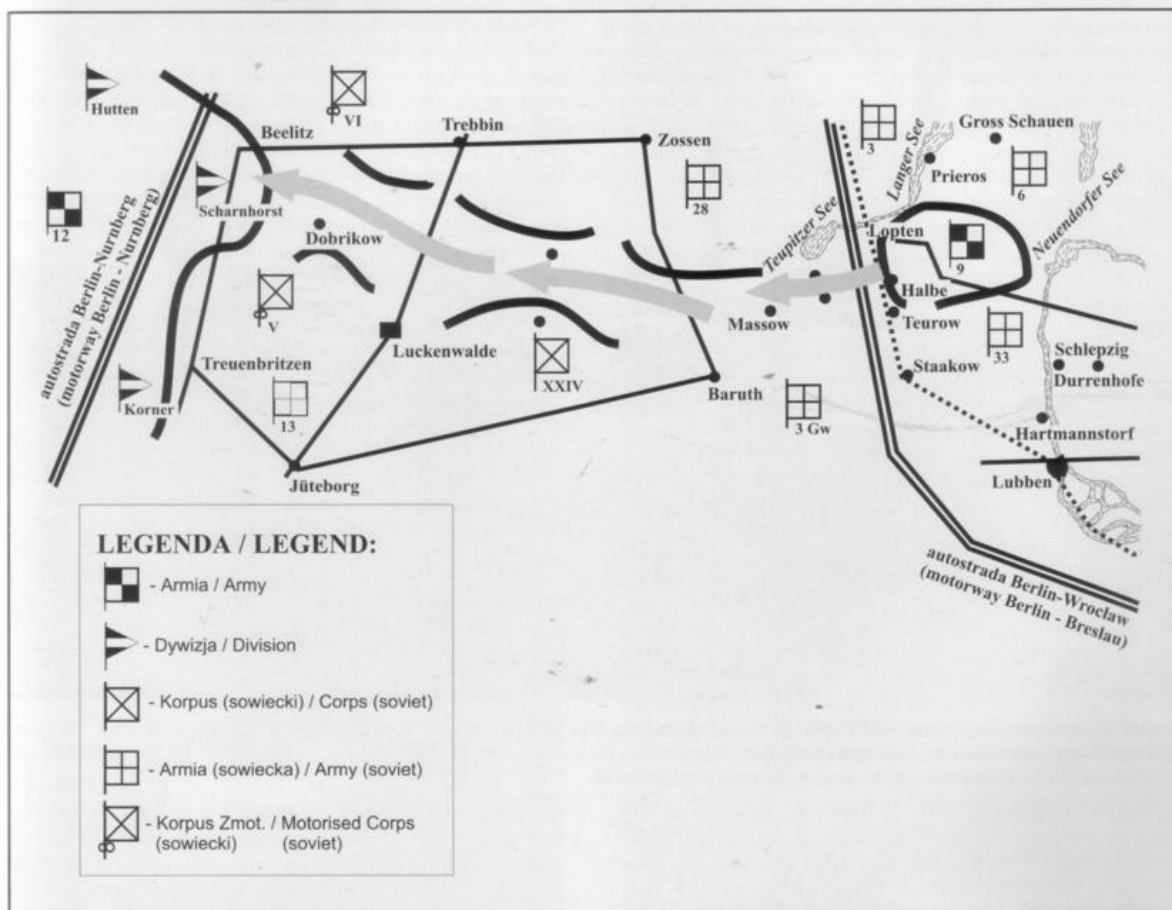 Hutten
VI
Beelitz
Trebbin
Zossen
3
Gross Schauen
Langer See
Prieros
6
12
Scharnhorst
28
Teupitzer See
Lopten
Neuendorfer See
Dobrikow
9
autostrada Berlin-Nurnberg
(motorway Berlin - Nurnberg)
V
Halbe
Massow
Teurow
Luckenwalde
33
Treuenbritzen
XXIV
Staakow
Schlepzig
Durrenhofe
Korner
13
Baruth
3 Gw
Hartmannstorf
Jüteborg
Lubben
autostrada Berlin-Wrocław
(motorway Berlin - Breslau)
LEGENDA / LEGEND:
- Armia / Army
- Dywizja / Division
- Korpus (sowiecki) / Corps (soviet)
- Armia (sowiecka) / Army (soviet)
- Korpus Zmot. / Motorised Corps
(sowiecki) (soviet)